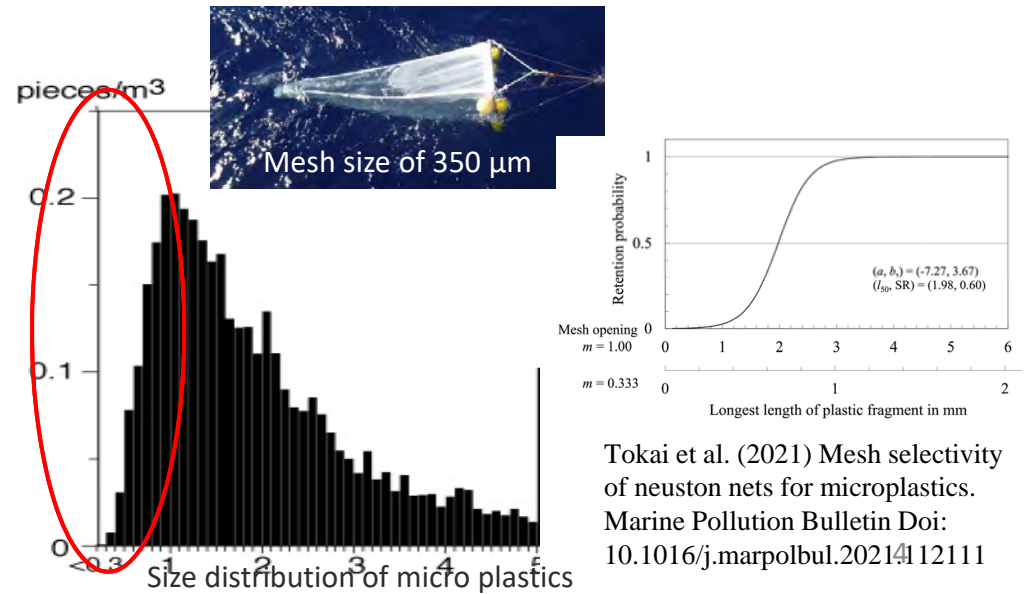 pieces/m3
Mesh size of 350 µm
0.2
0.1
0
<0.3 1 2 3 4 5
Size distribution of micro plastics
Retention probability
1
0.5
0
(a, b,) = (-7.27, 3.67)
(l50, SR) = (1.98, 0.60)
Mesh opening
m = 1.00 0 1 2 3 4 5 6
m = 0.333 0 1 2
Longest length of plastic fragment in mm
Tokai et al. (2021) Mesh selectivity
of neuston nets for microplastics.
Marine Pollution Bulletin Doi:
10.1016/j.marpolbul.2021.112111
4